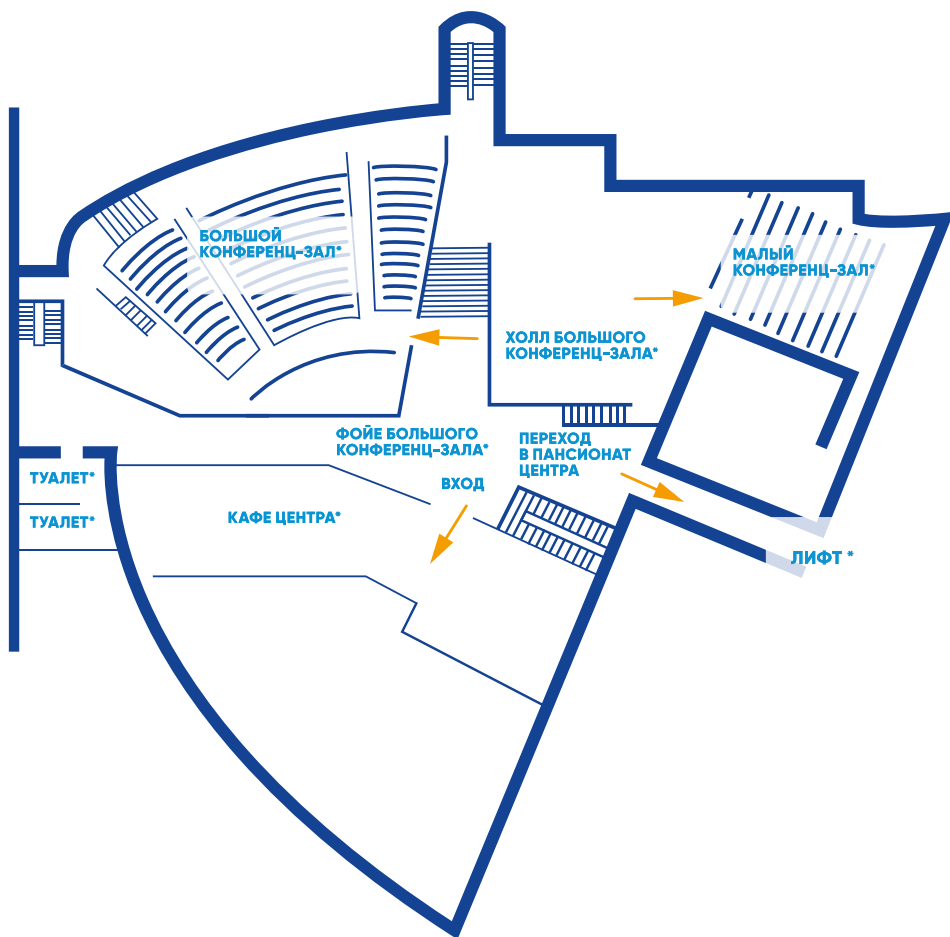 БОЛЬШОЙ
КОНФЕРЕНЦ-ЗАЛ*
МАЛЫЙ
КОНФЕРЕНЦ-ЗАЛ*
ХОЛЛ БОЛЬШОГО
КОНФЕРЕНЦ-ЗАЛА*
ФОЙЕ БОЛЬШОГО
КОНФЕРЕНЦ-ЗАЛА*
ПЕРЕХОД
В ПАНСИОНАТ
ЦЕНТРА
ВХОД
ТУАЛЕТ*
ТУАЛЕТ*
КАФЕ ЦЕНТРА*
ЛИФТ *